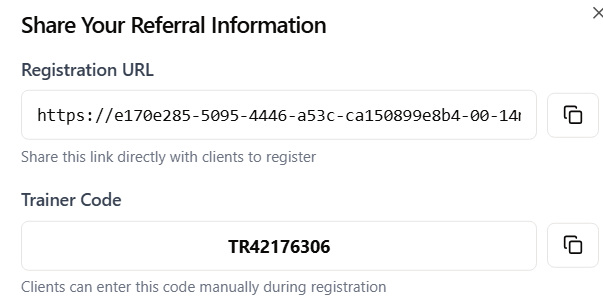 Share Your Referral Information
Registration URL
https://e170e285-5095-4446-a53c-ca150899e8b4-00-14
Share this link directly with clients to register
Trainer Code
TR42176306
Clients can enter this code manually during registration